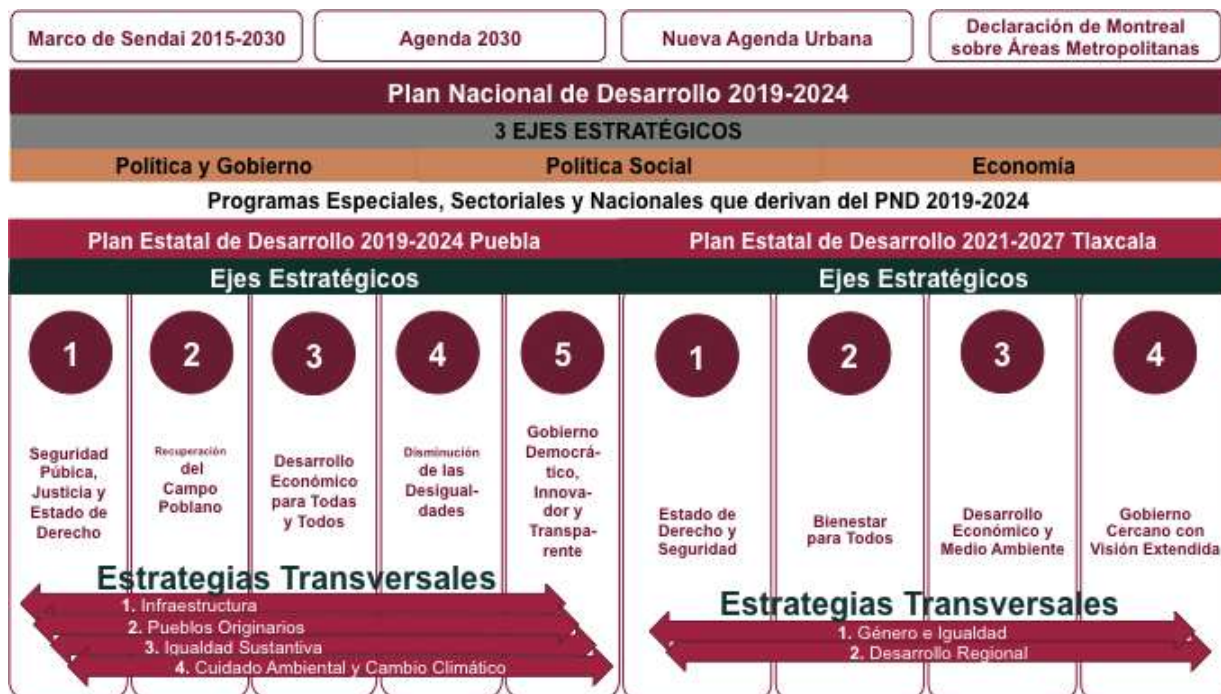 Marco de Sendai 2015-2030
Agenda 2030
Nueva Agenda Urbana
Declaración de Montreal
sobre Áreas Metropolitanas
Plan Nacional de Desarrollo 2019-2024
3 EJES ESTRATÉGICOS
Política y Gobierno
Política Social
Economía
Programas Especiales, Sectoriales y Nacionales que derivan del PND 2019-2024
Plan Estatal de Desarrollo 2019-2024 Puebla
Ejes Estratégicos
1
Seguridad
Púbica,
Justicia y
Estado de
Derecho
2
Recuperación
del
Campo
Poblano
3
Desarrollo
Económico
para Todas
y Todos
4
Disminución
de las
Desigual-
dades
5
Gobierno
Democrá-
tico,
Innova-
dor y
Transpa-
rente
Estrategias Transversales
1. Infraestructura
2. Pueblos Originarios
3. Igualdad Sustantiva
4. Cuidado Ambiental y Cambio Climático
Plan Estatal de Desarrollo 2021-2027 Tlaxcala
Ejes Estratégicos
1
Estado de
Derecho y
Seguridad
2
Bienestar
para Todos
3
Desarrollo
Económico y
Medio Ambiente
4
Gobierno
Cercano con
Visión Extendida
Estrategias Transversales
1. Género e Igualdad
2. Desarrollo Regional